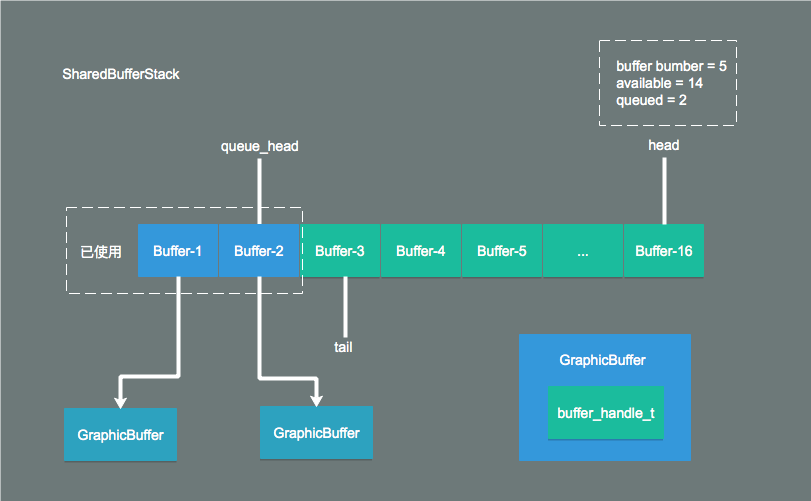 SharedBufferStack
buffer bumber = 5
available = 14
queued = 2
queue_head
head
已使用
Buffer-1
Buffer-2
Buffer-3
Buffer-4
Buffer-5
...
Buffer-16
tail
GraphicBuffer
buffer_handle_t
GraphicBuffer
GraphicBuffer